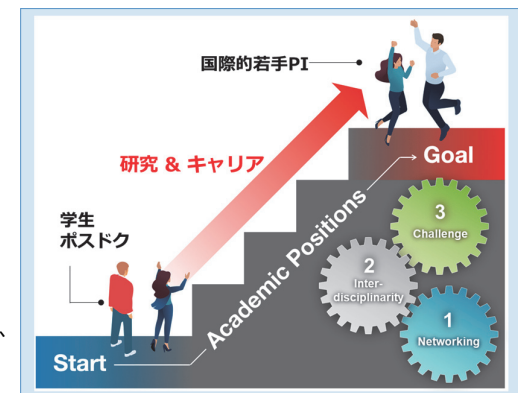 国際的若手PI
研究 & キャリア
学生
ポスドク
Academic Positions
Goal
3
Challenge
2
Inter-
disciplinarity
1
Networking
Start
、